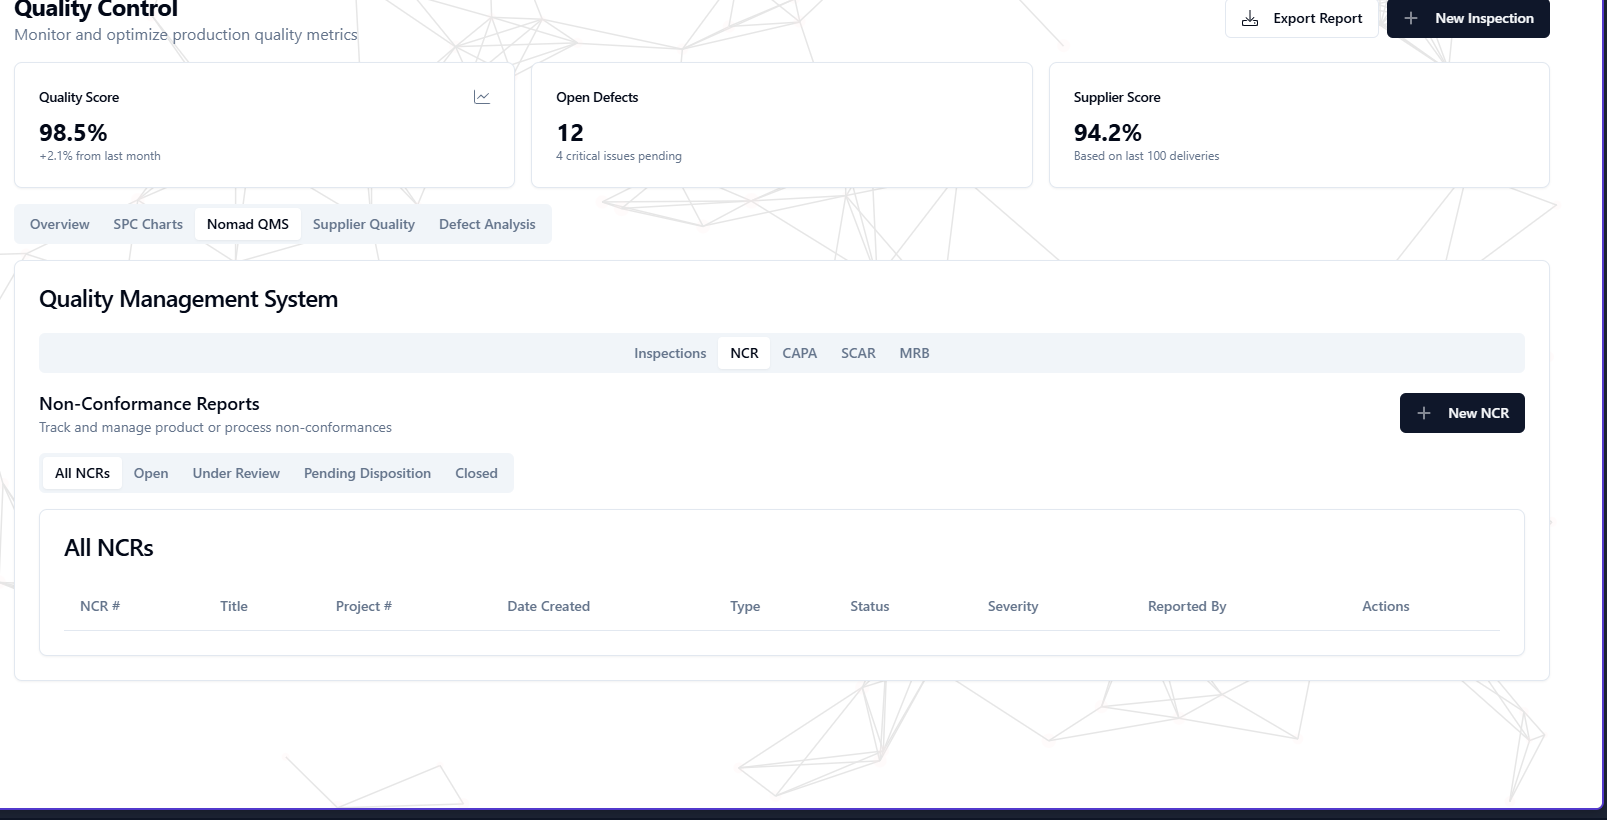 Quality Control
Monitor and optimize production quality metrics
Export Report
New Inspection
Quality Score
98.5%
+2.1% from last month
Open Defects
12
4 critical issues pending
Supplier Score
94.2%
Based on last 100 deliveries
Overview SPC Charts Nomad QMS Supplier Quality Defect Analysis
Quality Management System
Inspections NCR CAPA SCAR MRB
Non-Conformance Reports
Track and manage product or process non-conformances
New NCR
All NCRs Open Under Review Pending Disposition Closed
All NCRs
NCR # Title Project # Date Created Type Status Severity Reported By Actions